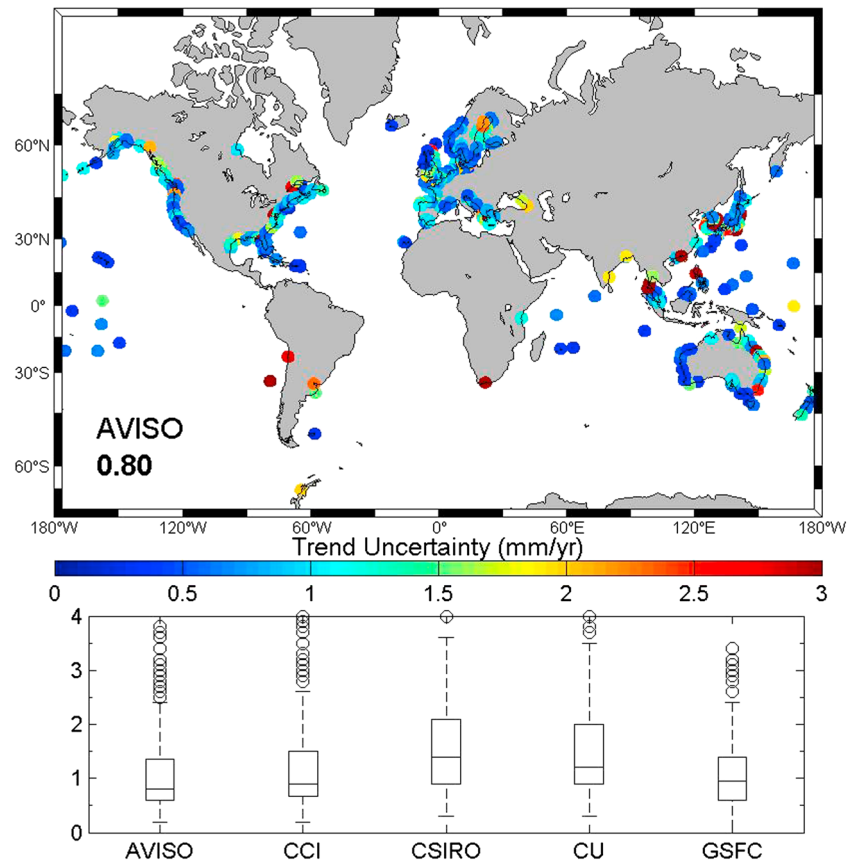 60°N
30°N
0°
30°S
60°S
AVISO
0.80
180°W 120°W 60°W 0° 60°E 120°E 180°W
Trend Uncertainty (mm/yr)
0 0.5 1 1.5 2 2.5 3
4
3
2
1
0
AVISO CCI CSIRO CU GSFC